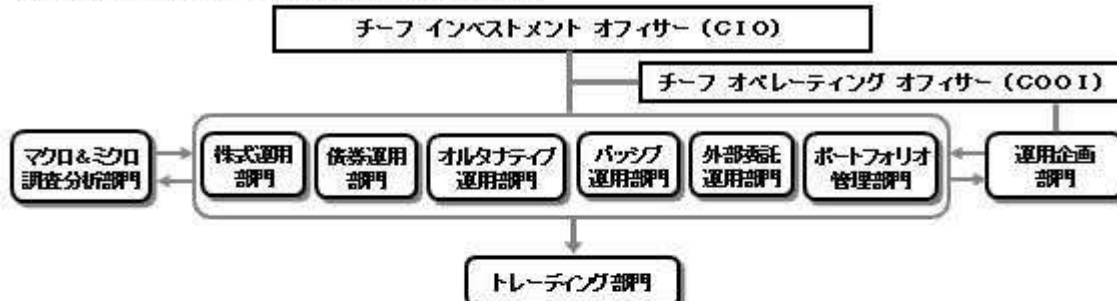 チーフ インベストメント オフィサー (CIO)
チーフ オペレーティング オフィサー (COOI)
マクロ&ミクロ
調査分析部門
株式運用
部門
債券運用
部門
オルタナティブ
運用部門
パッシブ
運用部門
外部委託
運用部門
ポートフォリオ
管理部門
運用企画
部門
トレーディング部門